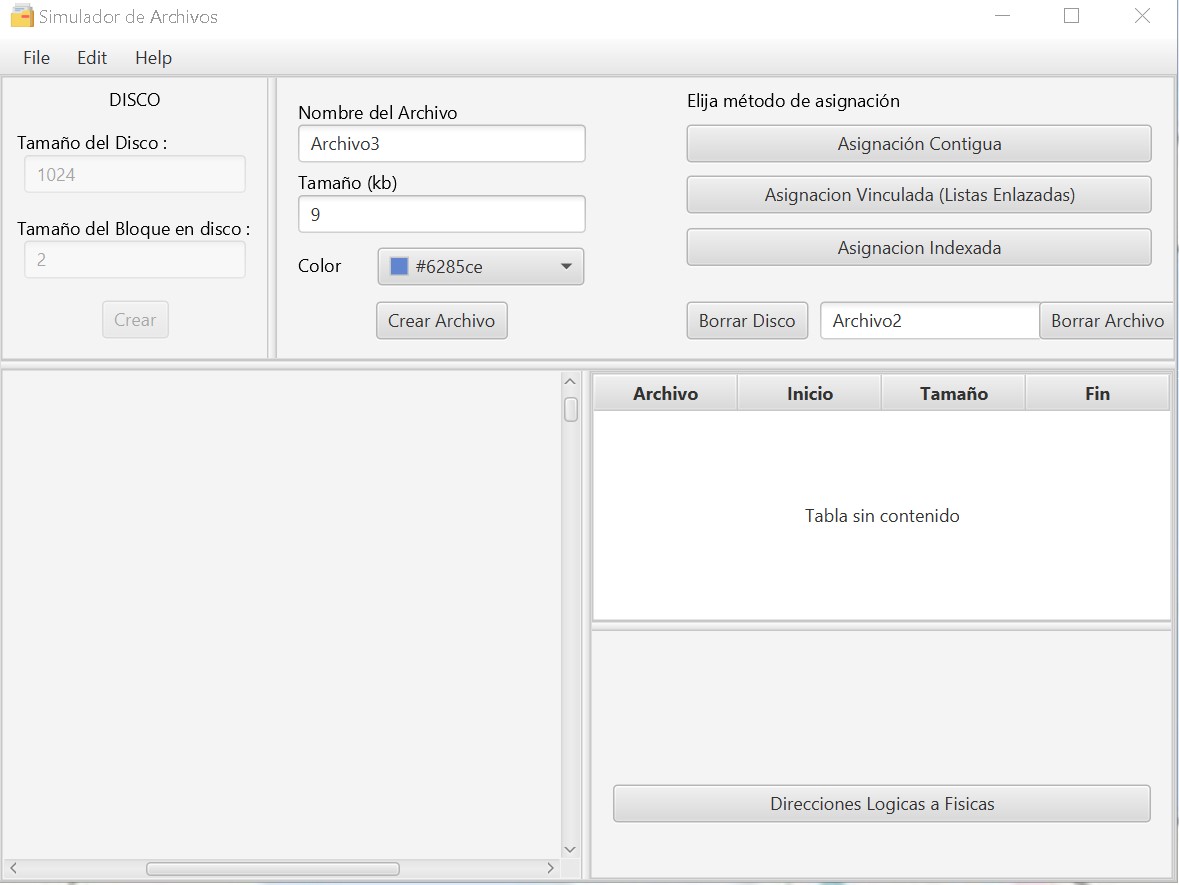 Simulador de Archivos
File Edit Help
DISCO
Tamaño del Disco :
1024
Tamaño del Bloque en disco :
2
Crear
Nombre del Archivo
Archivo3
Tamaño (kb)
9
Color #6285ce
Crear Archivo
Elija método de asignación
Asignación Contigua
Asignacion Vinculada (Listas Enlazadas)
Asignacion Indexada
Borrar Disco Archivo2 Borrar Archivo
Archivo Inicio Tamaño Fin
Tabla sin contenido
Direcciones Logicas a Fisicas